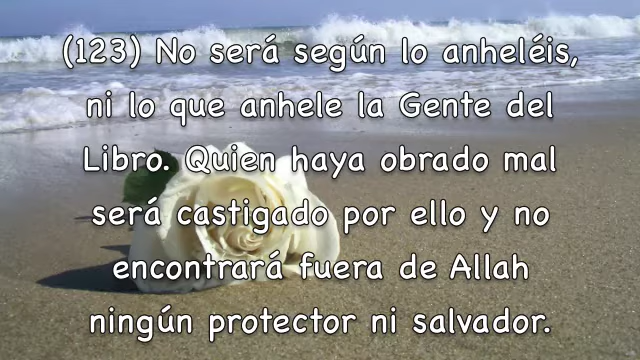 (123) No será según lo anheléis,
ni lo que anhele la Gente del
Libro. Quien haya obrado mal
será castigado por ello y no
encontrará fuera de Allah
ningún protector ni salvador.